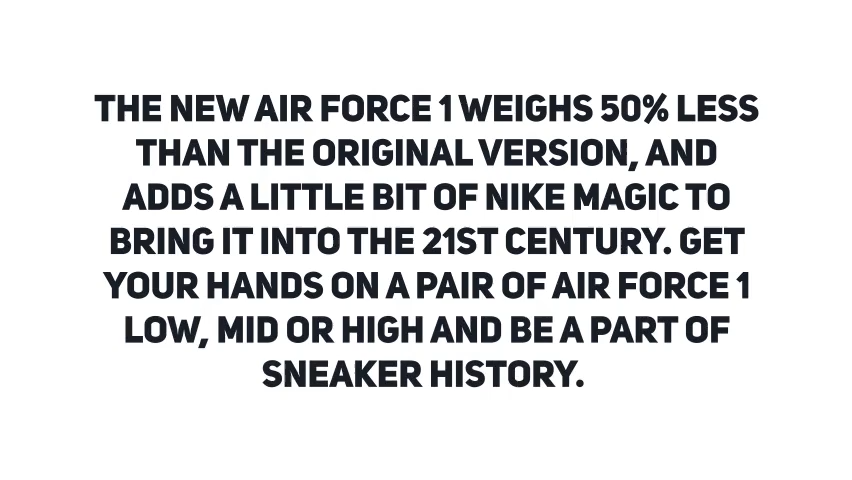 THE NEW AIR FORCE 1 WEIGHS 50% LESS
THAN THE ORIGINAL VERSION, AND
ADDS A LITTLE BIT OF NIKE MAGIC TO
BRING IT INTO THE 21ST CENTURY. GET
YOUR HANDS ON A PAIR OF AIR FORCE 1
LOW, MID OR HIGH AND BE A PART OF
SNEAKER HISTORY.